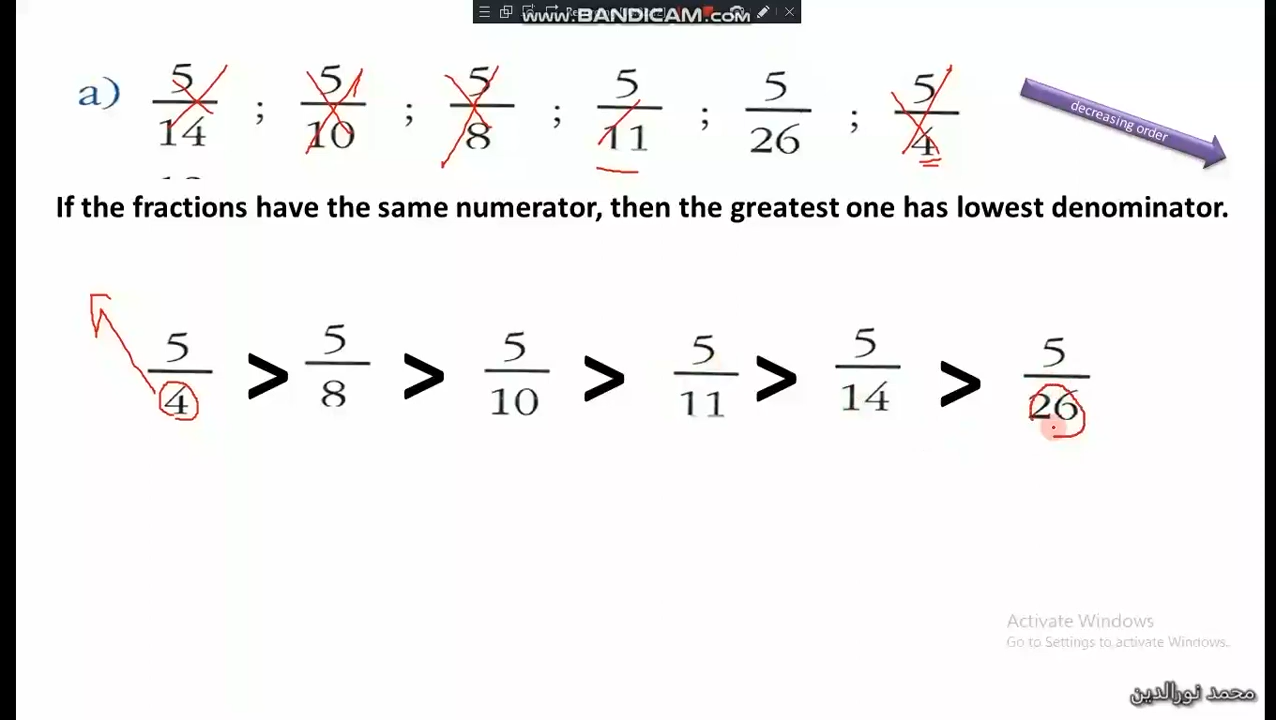 www.BANDICAM.com
a) 5/14 ; 5/10 ; 5/8 ; 5/11 ; 5/26 ; 5/4
decreasing order
If the fractions have the same numerator, then the greatest one has lowest denominator.
5/4 > 5/8 > 5/10 > 5/11 > 5/14 > 5/26
Activate Windows
Go to Settings to activate Windows.
محمد نورالدين